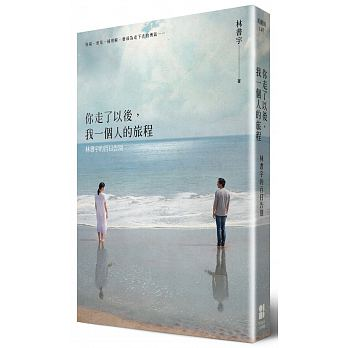 林書宇
著
你走了以後，
我一個人的旅程
林書宇的百日告別
你走了以後，我一個人的旅程
林書宇的百日告別